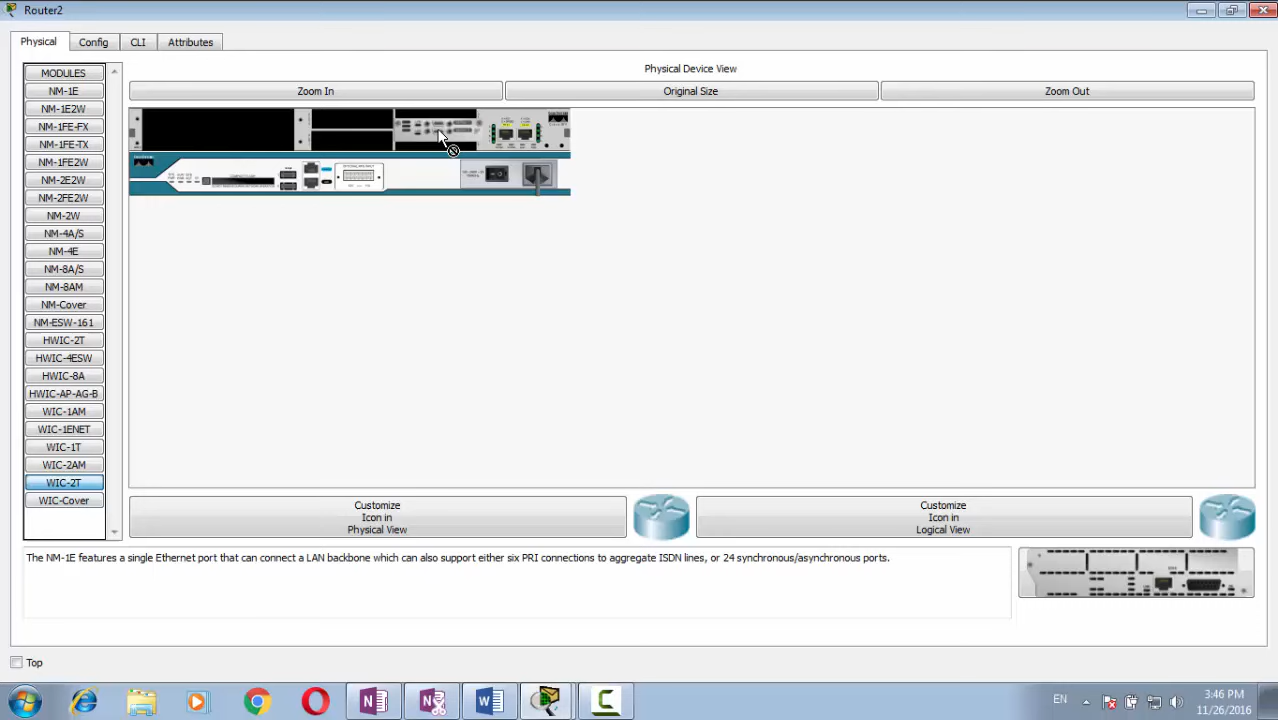 Router2
Physical
Config
CLI
Attributes
MODULES
NM-1E
NM-1E2W
NM-1FE-FX
NM-1FE-TX
NM-1FE2W
NM-2E2W
NM-2FE2W
NM-2W
NM-4A/S
NM-4E
NM-8A/S
NM-8AM
NM-Cover
NM-ESW-161
HWIC-2T
HWIC-4ESW
HWIC-8A
HWIC-AP-AG-B
WIC-1AM
WIC-1ENET
WIC-1T
WIC-2AM
WIC-2T
WIC-Cover
Physical Device View
Zoom In
Original Size
Zoom Out
Customize
Icon in
Physical View
Customize
Icon in
Logical View
The NM-1E features a single Ethernet port that can connect a LAN backbone which can also support either six PRI connections to aggregate ISDN lines, or 24 synchronous/asynchronous ports.
Top
EN
3:46 PM
11/26/2016